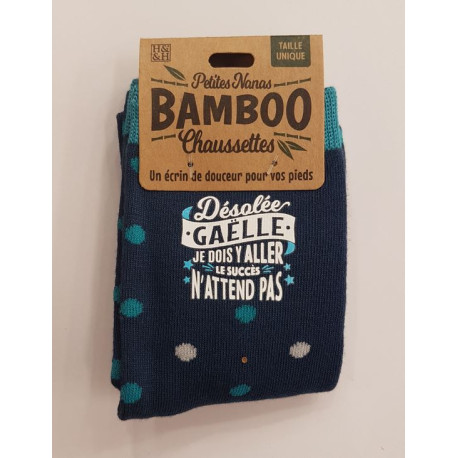 H&
&H
TAILLE
UNIQUE
Petites Nanas
BAMBOO
Chaussettes
Un écrin de douceur pour vos pieds
Désolée
GAËLLE
JE DOIS Y ALLER
LE SUCCÈS
N'ATTEND PAS